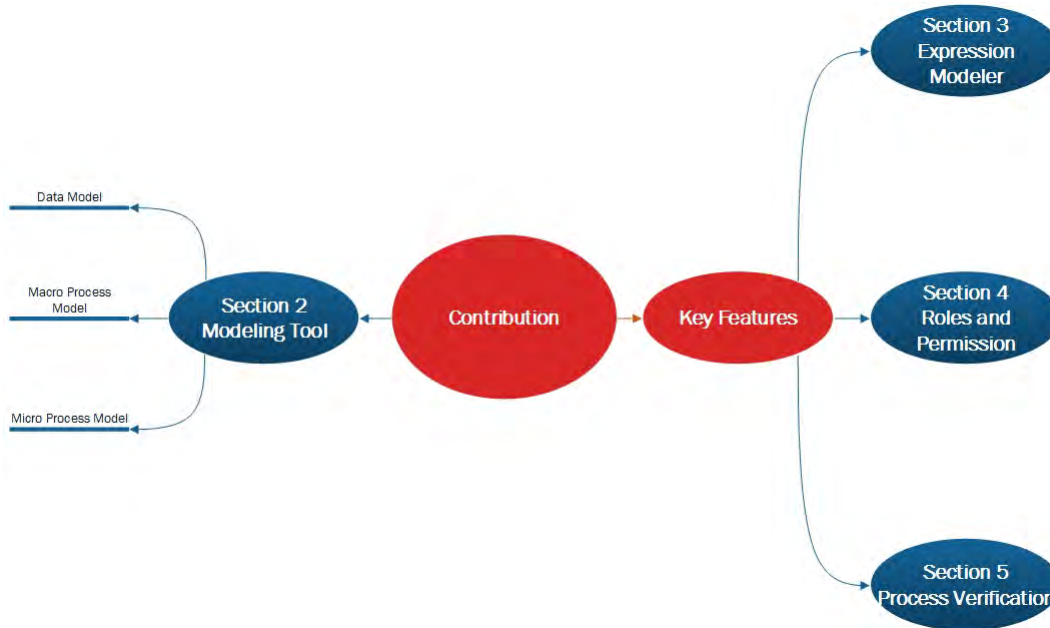 Section 3
Expression
Modeler
Data Model
Macro Process
Model
Section 2
Modeling Tool
Contribution
Key Features
Section 4
Roles and
Permission
Micro Process Model
Section 5
Process Verification